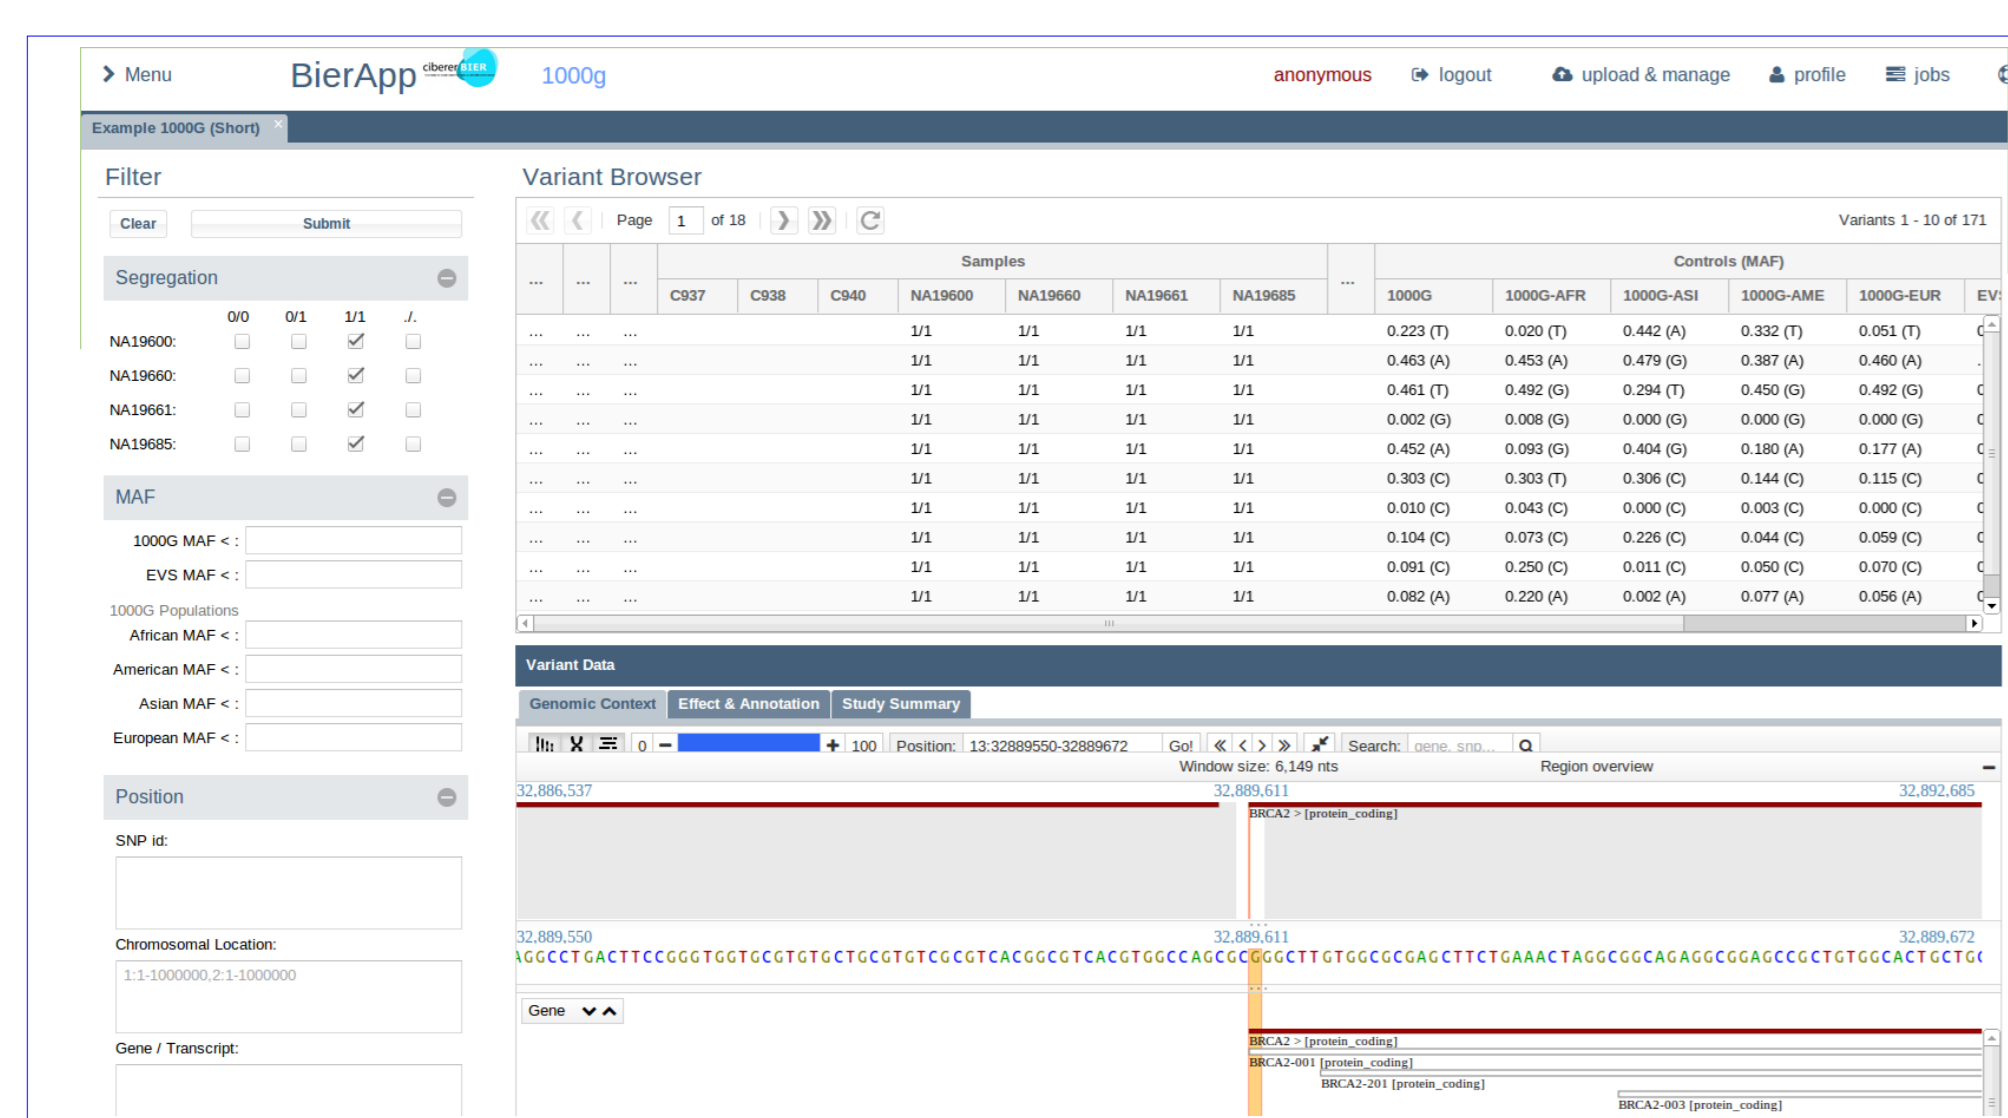 Menu
BierApp ciberer BIER 1000g
anonymous logout upload & manage profile jobs
Example 1000G (Short) ×
Filter
Clear Submit
Segregation
0/0 0/1 1/1 ./.
NA19600:
NA19660:
NA19661:
NA19685:
MAF
1000G MAF < :
EVS MAF < :
1000G Populations
African MAF < :
American MAF < :
Asian MAF < :
European MAF < :
Position
SNP id:
Chromosomal Location:
1:1-1000000,2:1-1000000
Gene / Transcript:
Variant Browser
Page 1 of 18 Variants 1 - 10 of 171
... ... ... Samples ... Controls (MAF)
C937 C938 C940 NA19600 NA19660 NA19661 NA19685 1000G 1000G-AFR 1000G-ASI 1000G-AME 1000G-EUR
... ... ... 1/1 1/1 1/1 1/1 0.223 (T) 0.020 (T) 0.442 (A) 0.332 (T) 0.051 (T)
... ... ... 1/1 1/1 1/1 1/1 0.463 (A) 0.453 (A) 0.479 (G) 0.387 (A) 0.460 (A)
... ... ... 1/1 1/1 1/1 1/1 0.461 (T) 0.492 (G) 0.294 (T) 0.450 (G) 0.492 (G)
... ... ... 1/1 1/1 1/1 1/1 0.002 (G) 0.008 (G) 0.000 (G) 0.000 (G) 0.000 (G)
... ... ... 1/1 1/1 1/1 1/1 0.452 (A) 0.093 (G) 0.404 (G) 0.180 (A) 0.177 (A)
... ... ... 1/1 1/1 1/1 1/1 0.303 (C) 0.303 (T) 0.306 (C) 0.144 (C) 0.115 (C)
... ... ... 1/1 1/1 1/1 1/1 0.010 (C) 0.043 (C) 0.000 (C) 0.003 (C) 0.000 (C)
... ... ... 1/1 1/1 1/1 1/1 0.104 (C) 0.073 (C) 0.226 (C) 0.044 (C) 0.059 (C)
... ... ... 1/1 1/1 1/1 1/1 0.091 (C) 0.250 (C) 0.011 (C) 0.050 (C) 0.070 (C)
... ... ... 1/1 1/1 1/1 1/1 0.082 (A) 0.220 (A) 0.002 (A) 0.077 (A) 0.056 (A)
Variant Data
Genomic Context Effect & Annotation Study Summary
0 100 Position: 13:32889550-32889672 Go! Search: gene, snp...
Window size: 6,149 nts Region overview
32,886,537 32,889,611 32,892,685
BRCA2 > [protein_coding]
32,889,550 32,889,611 32,889,672
AGGCCTGACTTCCGGGTGGTGCGTGTGCTGCGTGTCGCGTCACGGCGTCACGTGGCCAGCGCGGGCTTGTGGCGCGAGCTTCTGAAACTAGGCGGCAGAGGCGGAGCCGCTGTGGCACTGCTGC
Gene
BRCA2 > [protein_coding]
BRCA2-001 [protein_coding]
BRCA2-201 [protein_coding]
BRCA2-003 [protein_coding]